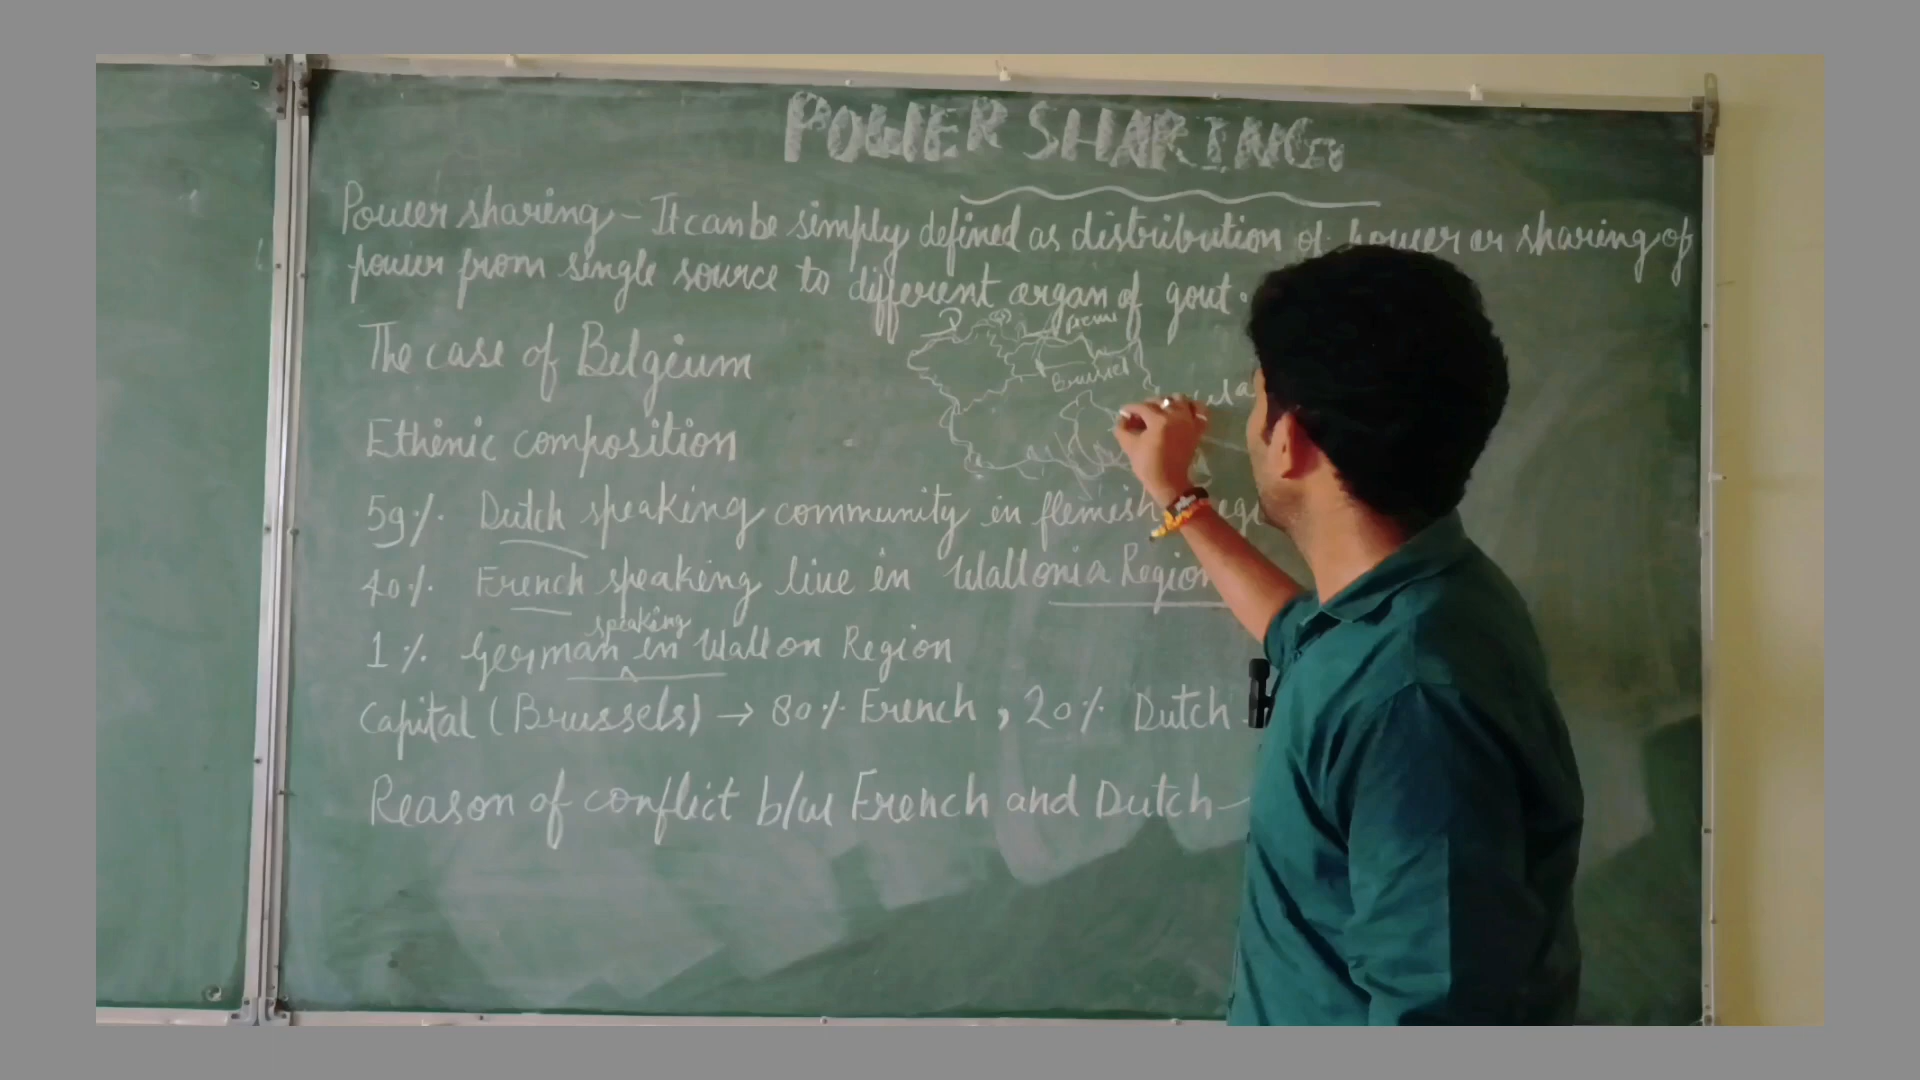 POWER SHARING
Power sharing - It can be simply defined as distribution of power or sharing of
power from single source to different organ of govt.
The case of Belgium
Brussel
Ethinic composition
59% Dutch speaking community in flemish
40% French speaking live in Wallonia Region
speaking
1% German in Wallon Region
Capital (Brussels) → 80% French, 20% Dutch
Reason of conflict b/w French and Dutch -